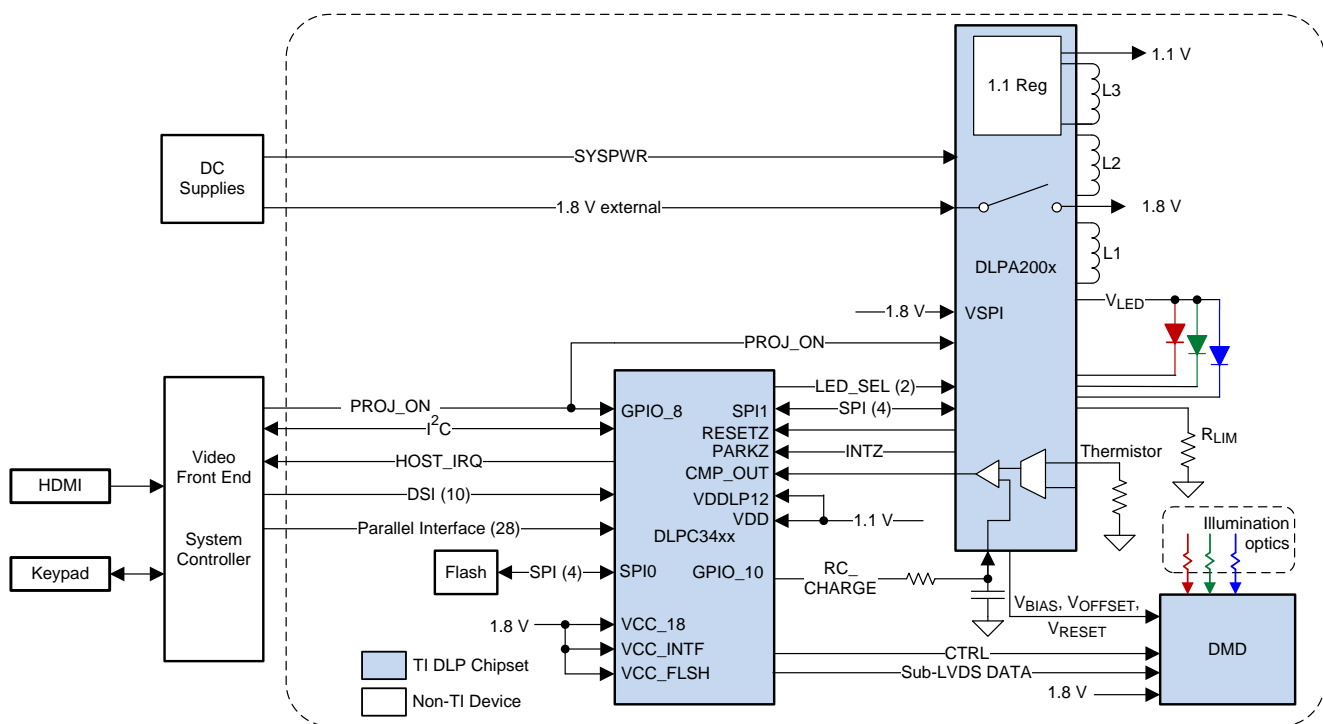 1.1 V
1.1 Reg
L3
DC
Supplies
SYSPWR
L2
1.8 V external
1.8 V
L1
DLPA200x
VLED
1.8 V
VSPI
PROJ_ON
LED_SEL (2)
PROJ_ON
GPIO_8
SPI1
SPI (4)
I2C
RESETZ
RLIM
Video
Front End
HOST_IRQ
PARKZ
INTZ
Thermistor
CMP_OUT
HDMI
DSI (10)
VDDLP12
Parallel Interface (28)
VDD
1.1 V
Illumination
optics
System
Controller
DLPC34xx
Keypad
Flash
SPI (4)
SPI0
GPIO_10
RC_
CHARGE
VBIAS, VOFFSET,
VRESET
1.8 V
VCC_18
VCC_INTF
VCC_FLSH
CTRL
DMD
Sub-LVDS DATA
1.8 V
TI DLP Chipset
Non-TI Device